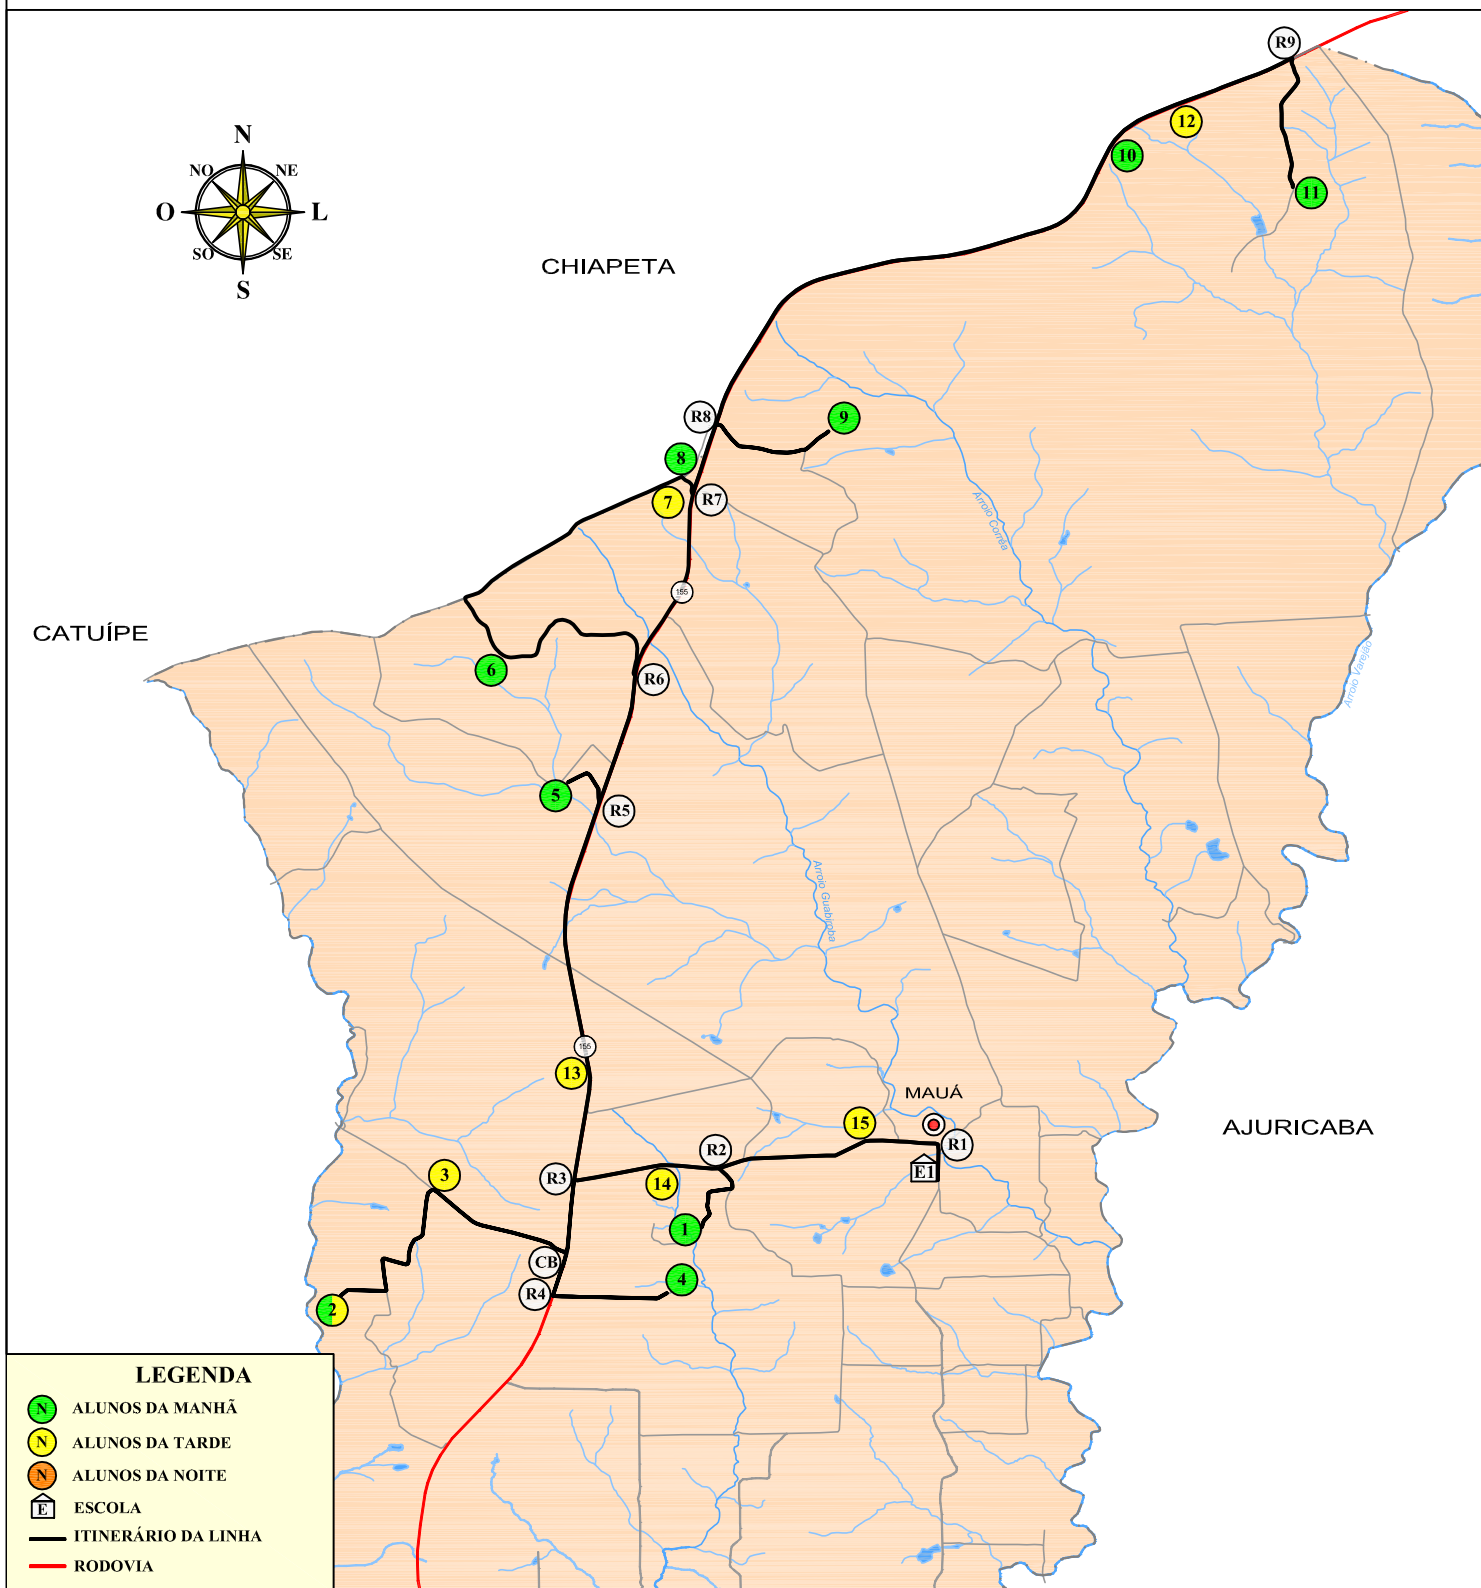 R9
12
10
11
N
NO
NE
O
L
SO
SE
S
CHIAPETA
R8
9
8
7
R7
Arroio Corrêa
155
CATUÍPE
6
R6
Arroio Varejão
5
R5
Arroio Guabiroba
155
13
MAUÁ
15
R1
AJURICABA
R2
R3
14
E1
3
1
CB
4
R4
2
LEGENDA
N ALUNOS DA MANHÃ
N ALUNOS DA TARDE
N ALUNOS DA NOITE
E ESCOLA
ITINERÁRIO DA LINHA
RODOVIA